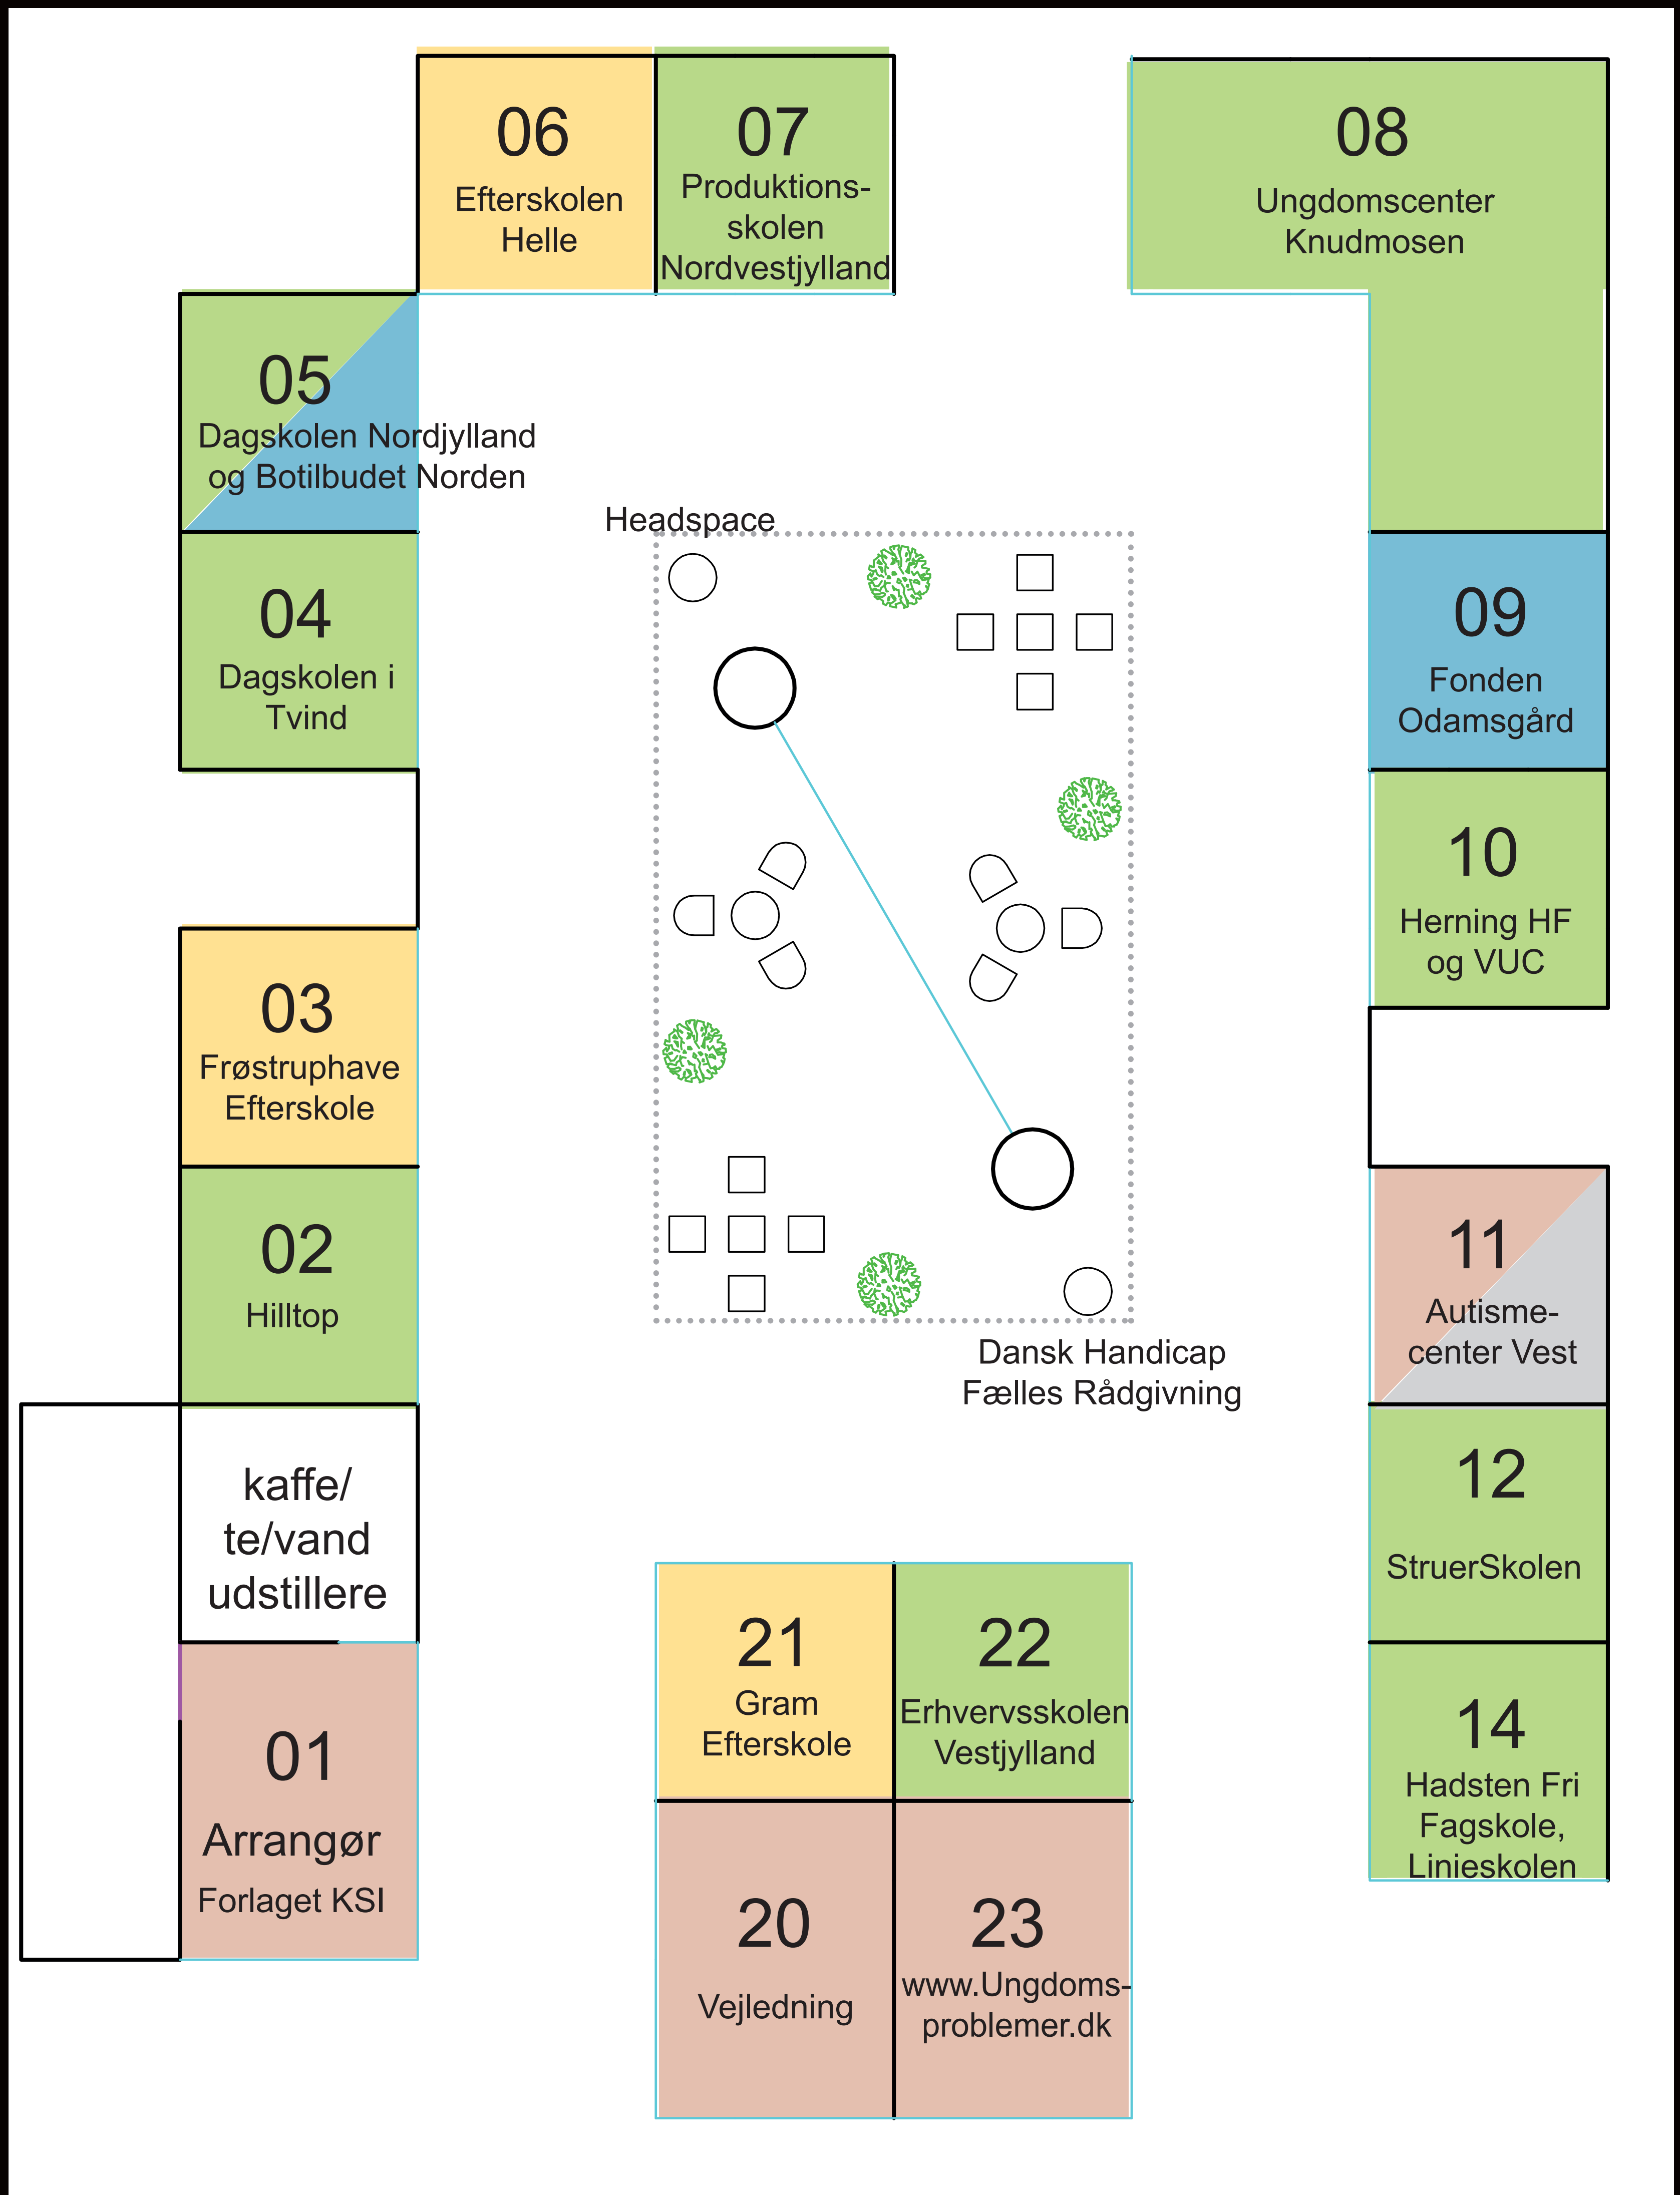 06
Efterskolen
Helle
07
Produktions-
skolen
Nordvestjylland
08
Ungdomscenter
Knudmosen
05
Dagskolen Nordjylland
og Botilbudet Norden
04
Dagskolen i
Tvind
03
Frøstruphave
Efterskole
02
Hilltop
kaffe/
te/vand
udstillere
01
Arrangør
Forlaget KSI
Headspace
Dansk Handicap
Fælles Rådgivning
09
Fonden
Odamsgård
10
Herning HF
og VUC
11
Autisme-
center Vest
12
StruerSkolen
14
Hadsten Fri
Fagskole,
Linieskolen
21
Gram
Efterskole
22
Erhvervsskolen
Vestjylland
20
Vejledning
23
www.Ungdoms-
problemer.dk